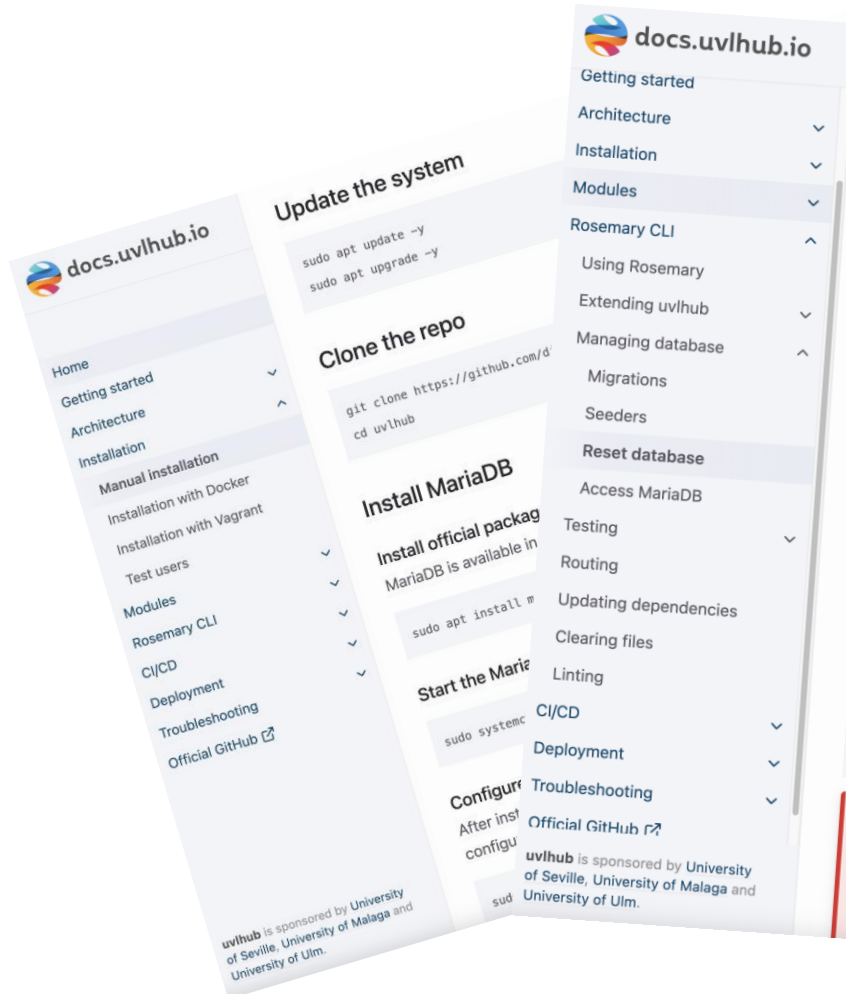 docs.uvlhub.io
Home
Getting started
Architecture
Installation
Manual installation
Installation with Docker
Installation with Vagrant
Test users
Modules
Rosemary CLI
CI/CD
Deployment
Troubleshooting
Official GitHub
uvlhub is sponsored by University
of Seville, University of Malaga and
University of Ulm.
Update the system
sudo apt update -y
sudo apt upgrade -y
Clone the repo
git clone https://github.com/d
cd uvlhub
Install MariaDB
Install official packag
MariaDB is available in
sudo apt install m
Start the Maria
sudo systemc
Configure
After inst
configu
sud
docs.uvlhub.io
Getting started
Architecture
Installation
Modules
Rosemary CLI
Using Rosemary
Extending uvlhub
Managing database
Migrations
Seeders
Reset database
Access MariaDB
Testing
Routing
Updating dependencies
Clearing files
Linting
CI/CD
Deployment
Troubleshooting
Official GitHub
uvlhub is sponsored by University
of Seville, University of Malaga and
University of Ulm.